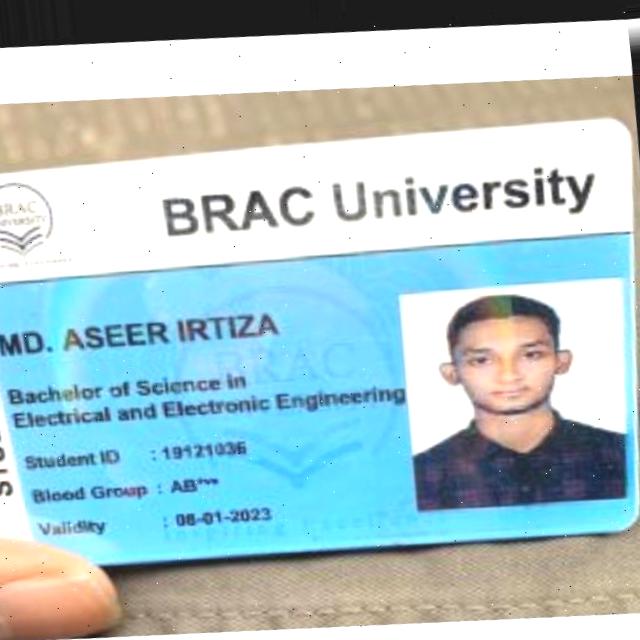 BRAC University
BRAC
UNIVERSITY
MD. ASEER IRTIZA
BRAC
Bachelor of Science in
Electrical and Electronic Engineering
Student ID : 19121036
Blood Group : AB+ve
Validity : 08-01-2023
Inspiring Excellence